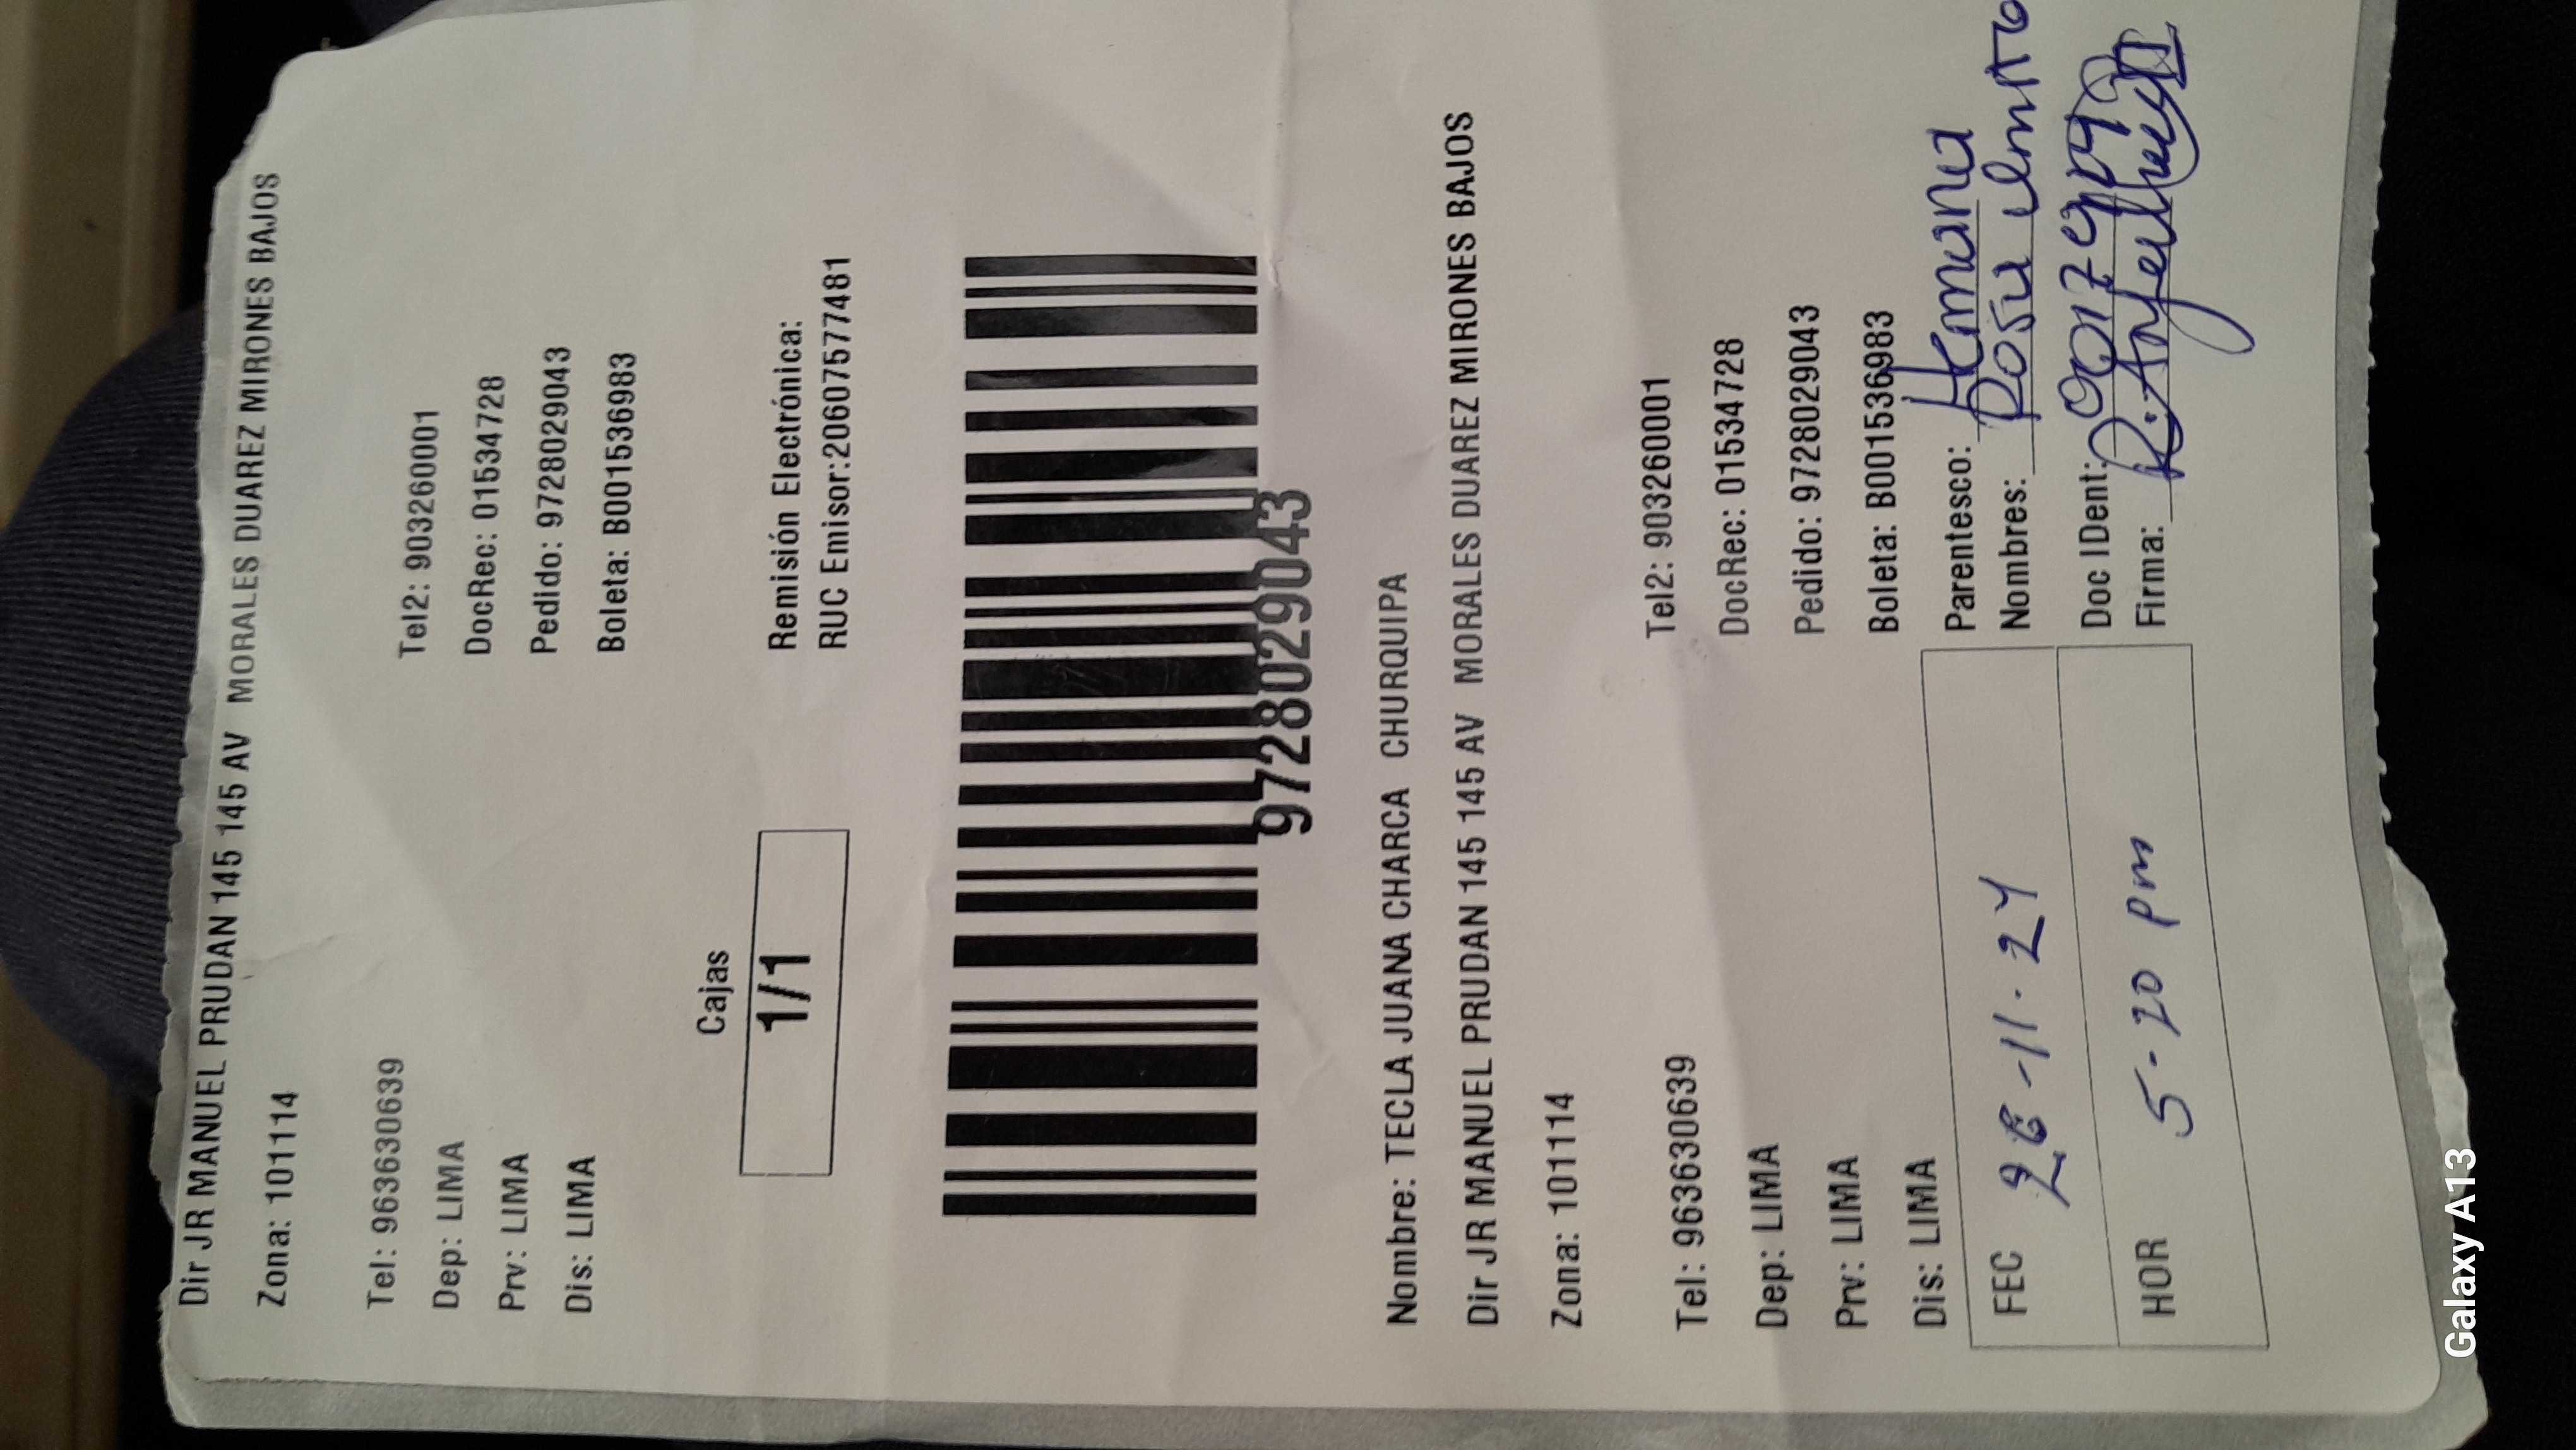 Dir JR MANUEL PRUDAN 145 145 AV MORALES DUAREZ MIRONES BAJOS
Zona: 101114
Tel: 963630639
Tel2: 903260001
Dep: LIMA
DocRec: 01534728
Prv: LIMA
Pedido: 9728029043
Dis: LIMA
Boleta: B001536983
Cajas
1/1
Remisión Electrónica:
RUC Emisor:20607577481
9728029043
Nombre: TECLA JUANA CHARCA CHURQUIPA
Dir JR MANUEL PRUDAN 145 145 AV MORALES DUAREZ MIRONES BAJOS
Zona: 101114
Tel: 963630639
Tel2: 903260001
Dep: LIMA
DocRec: 01534728
Prv: LIMA
Pedido: 9728029043
Dis: LIMA
Boleta: B001536983
FEC 26-11-24
Parentesco: Hermana
Nombres: Rosa
HOR 5-20 Pm
Doc IDent:
Firma:
Galaxy A13